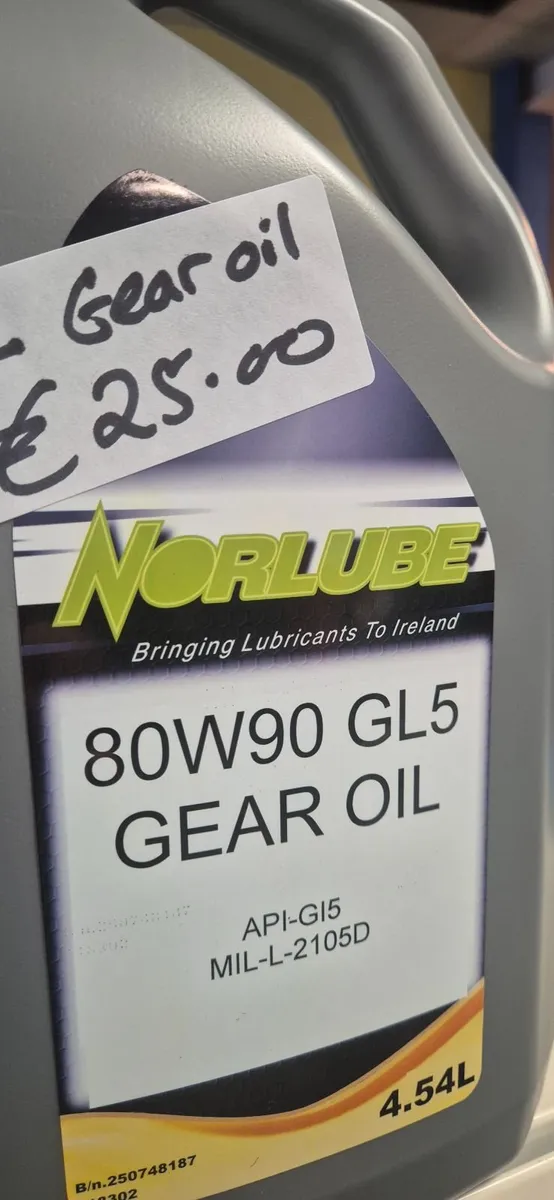 - Gear oil
€25.00
NORLUBE
Bringing Lubricants To Ireland
80W90 GL5
GEAR OIL
API-Gl5
MIL-L-2105D
4.54L
B/n.250748187